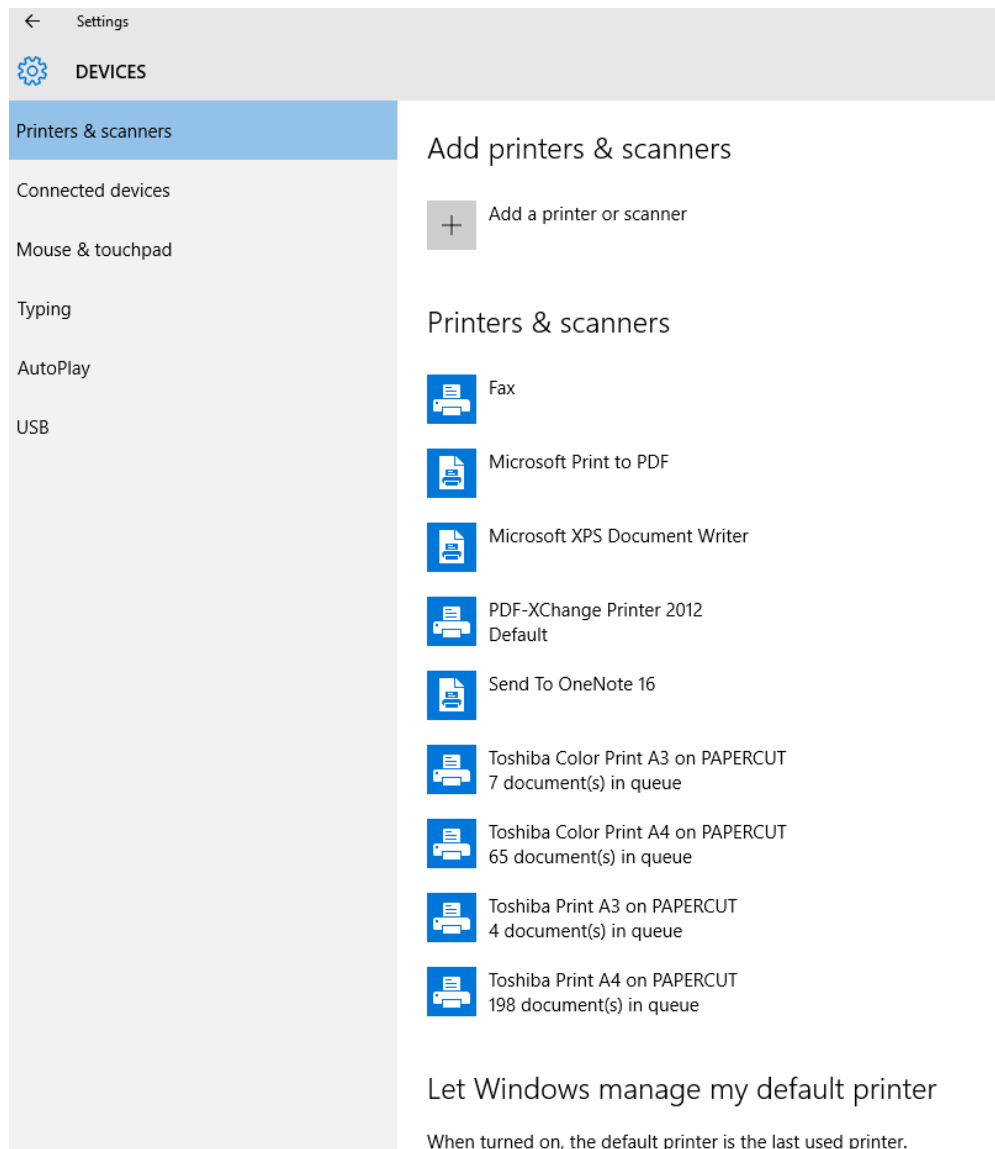 Settings
DEVICES
Printers & scanners
Connected devices
Mouse & touchpad
Typing
AutoPlay
USB
Add printers & scanners
Add a printer or scanner
Printers & scanners
Fax
Microsoft Print to PDF
Microsoft XPS Document Writer
PDF-XChange Printer 2012
Default
Send To OneNote 16
Toshiba Color Print A3 on PAPERCUT
7 document(s) in queue
Toshiba Color Print A4 on PAPERCUT
65 document(s) in queue
Toshiba Print A3 on PAPERCUT
4 document(s) in queue
Toshiba Print A4 on PAPERCUT
198 document(s) in queue
Let Windows manage my default printer
When turned on, the default printer is the last used printer.